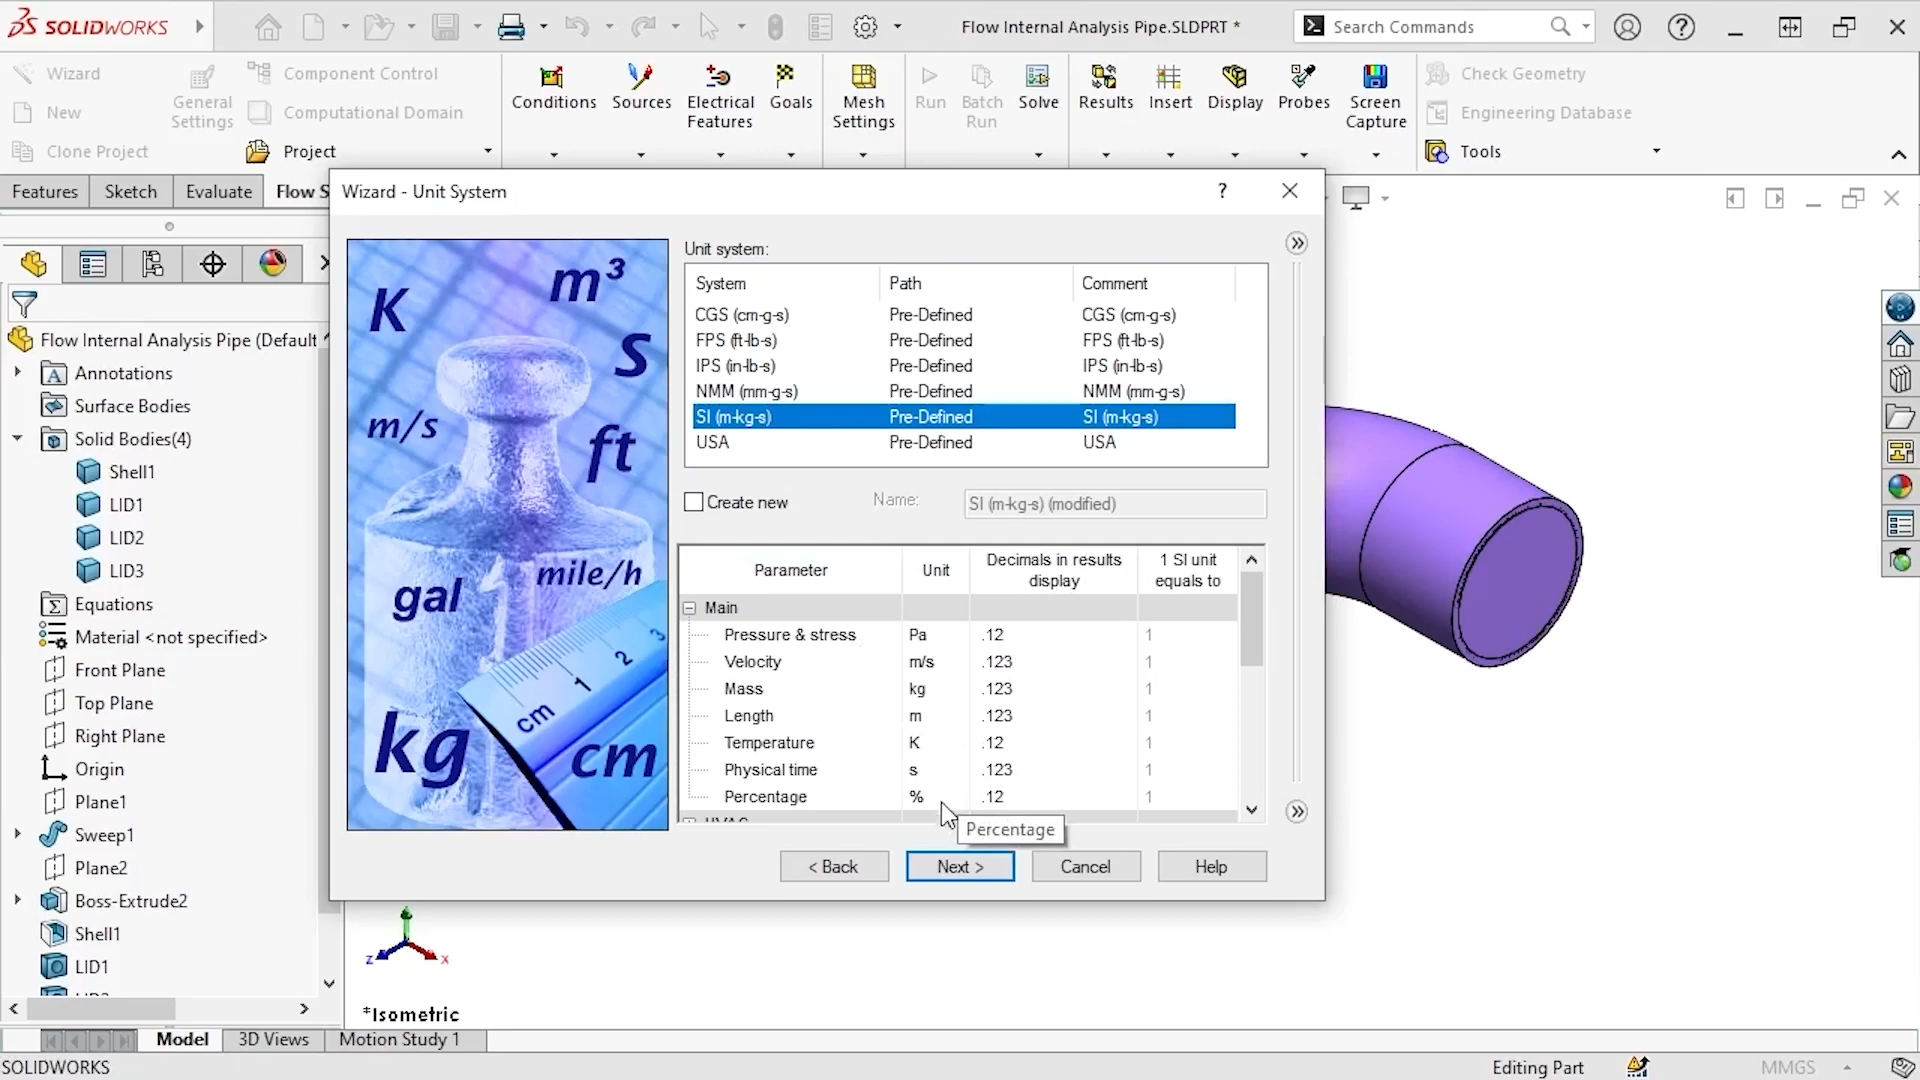 SOLIDWORKS
Flow Internal Analysis Pipe.SLDPRT *
Search Commands
Wizard
New
Clone Project
General Settings
Component Control
Computational Domain
Project
Conditions
Sources
Electrical Features
Goals
Mesh Settings
Run
Batch Run
Solve
Results
Insert
Display
Probes
Screen Capture
Check Geometry
Engineering Database
Tools
Features
Sketch
Evaluate
Flow S
Wizard - Unit System
?
Unit system:
System Path Comment
CGS (cm-g-s) Pre-Defined CGS (cm-g-s)
FPS (ft-lb-s) Pre-Defined FPS (ft-lb-s)
IPS (in-lb-s) Pre-Defined IPS (in-lb-s)
NMM (mm-g-s) Pre-Defined NMM (mm-g-s)
SI (m-kg-s) Pre-Defined SI (m-kg-s)
USA Pre-Defined USA
Create new Name: SI (m-kg-s) (modified)
Parameter Unit Decimals in results display 1 SI unit equals to
Main
Pressure & stress Pa .12 1
Velocity m/s .123 1
Mass kg .123 1
Length m .123 1
Temperature K .12 1
Physical time s .123 1
Percentage % .12 1
HVAC
Percentage
< Back
Next >
Cancel
Help
K
m³
s
m/s
ft
gal
mile/h
kg
cm
cm
1
2
3
Flow Internal Analysis Pipe (Default
Annotations
Surface Bodies
Solid Bodies(4)
Shell1
LID1
LID2
LID3
Equations
Material <not specified>
Front Plane
Top Plane
Right Plane
Origin
Plane1
Sweep1
Plane2
Boss-Extrude2
Shell1
LID1
z
x
*Isometric
Model
3D Views
Motion Study 1
SOLIDWORKS
Editing Part
MMGS